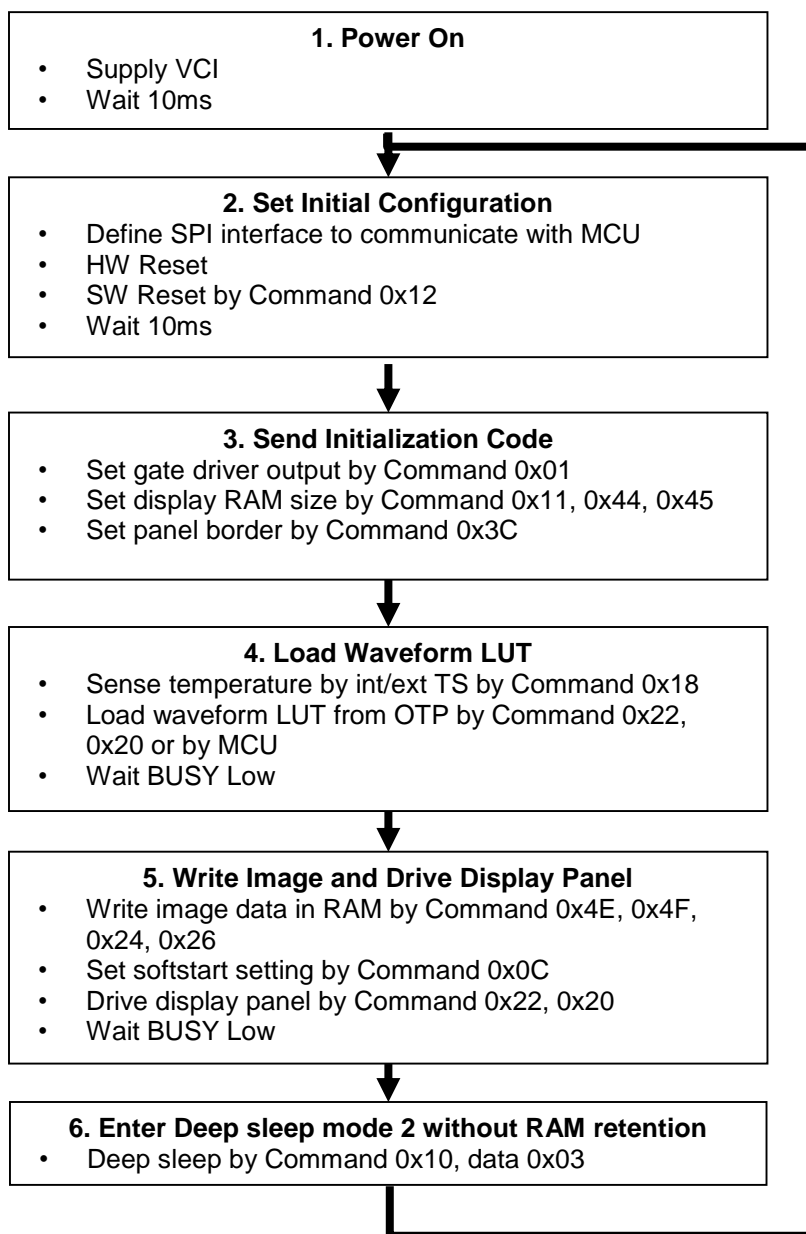 1. Power On
• Supply VCI
• Wait 10ms
2. Set Initial Configuration
• Define SPI interface to communicate with MCU
• HW Reset
• SW Reset by Command 0x12
• Wait 10ms
3. Send Initialization Code
• Set gate driver output by Command 0x01
• Set display RAM size by Command 0x11, 0x44, 0x45
• Set panel border by Command 0x3C
4. Load Waveform LUT
• Sense temperature by int/ext TS by Command 0x18
• Load waveform LUT from OTP by Command 0x22,
0x20 or by MCU
• Wait BUSY Low
5. Write Image and Drive Display Panel
• Write image data in RAM by Command 0x4E, 0x4F,
0x24, 0x26
• Set softstart setting by Command 0x0C
• Drive display panel by Command 0x22, 0x20
• Wait BUSY Low
6. Enter Deep sleep mode 2 without RAM retention
• Deep sleep by Command 0x10, data 0x03